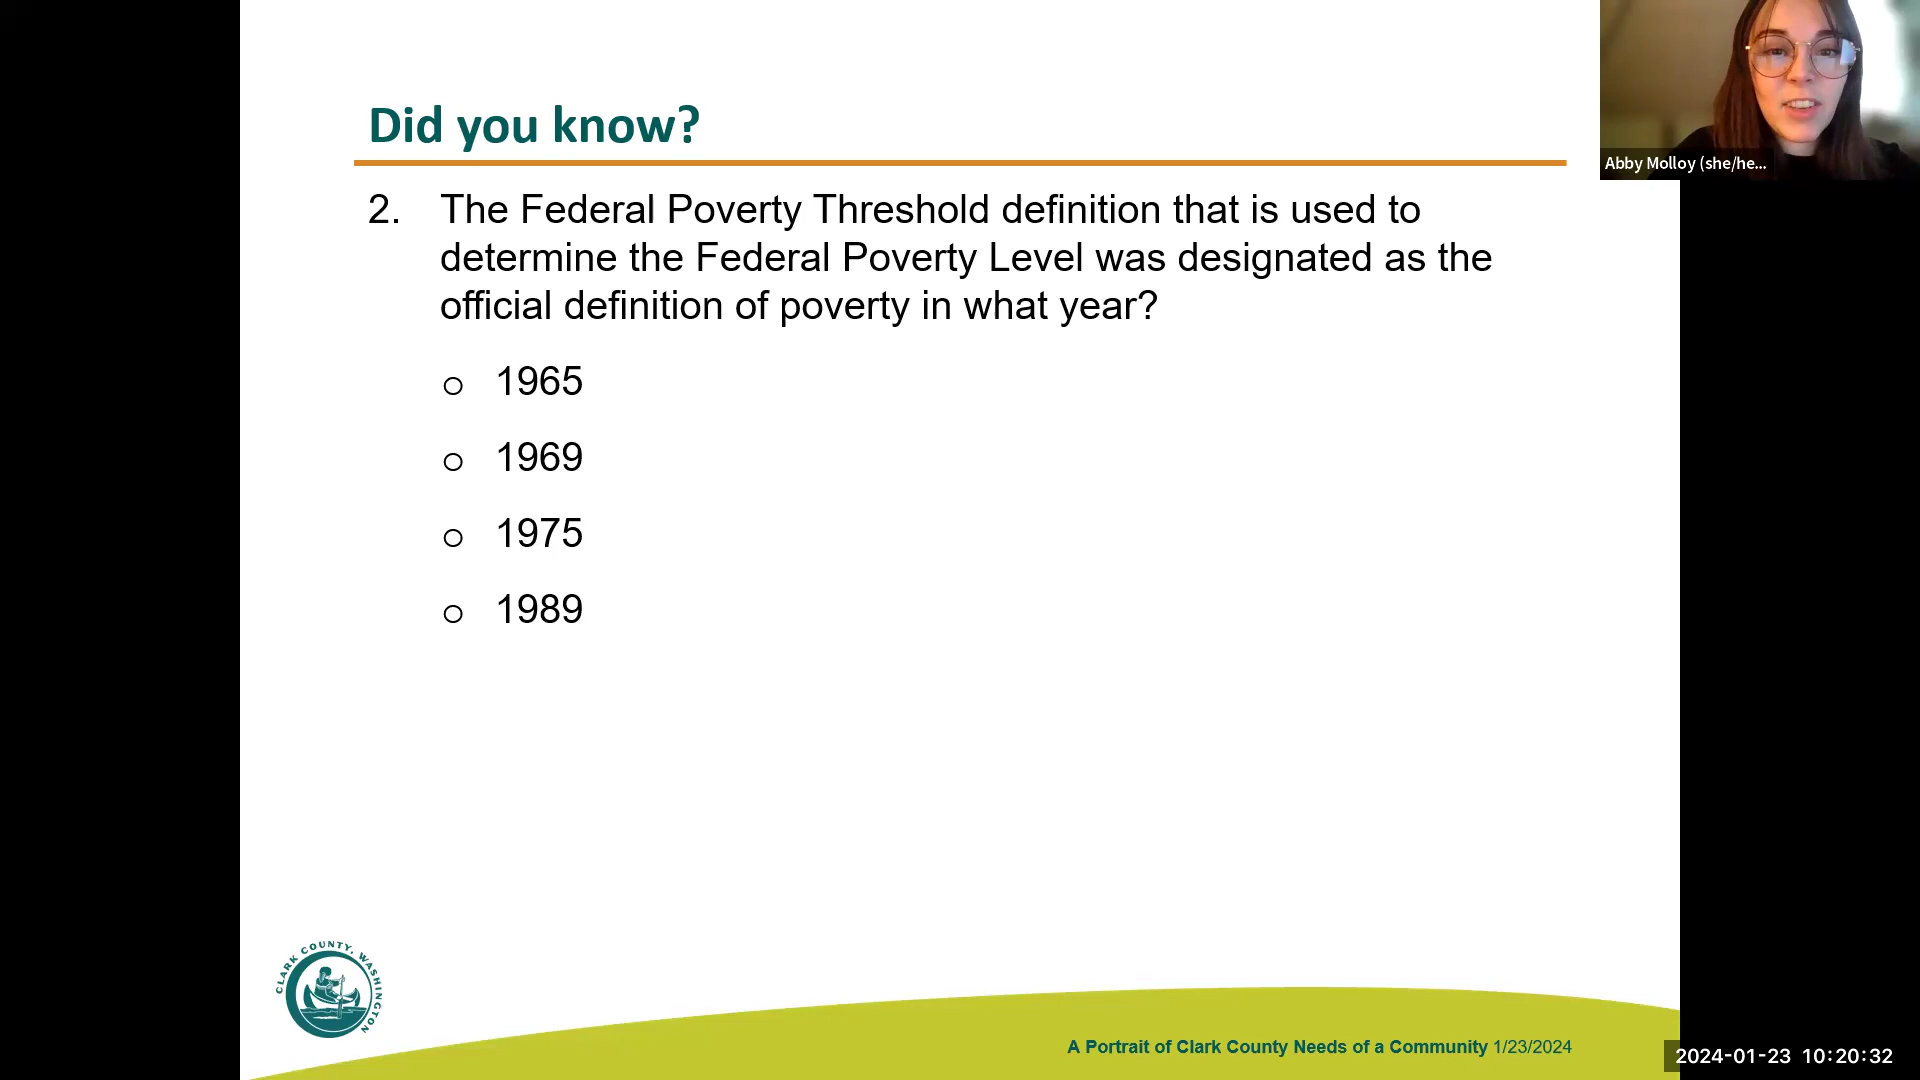 Did you know?
Abby Molloy (she/he...
2. The Federal Poverty Threshold definition that is used to
determine the Federal Poverty Level was designated as the
official definition of poverty in what year?
o 1965
o 1969
o 1975
o 1989
CLARK COUNTY, WASHINGTON
A Portrait of Clark County Needs of a Community 1/23/2024
2024-01-23 10:20:32